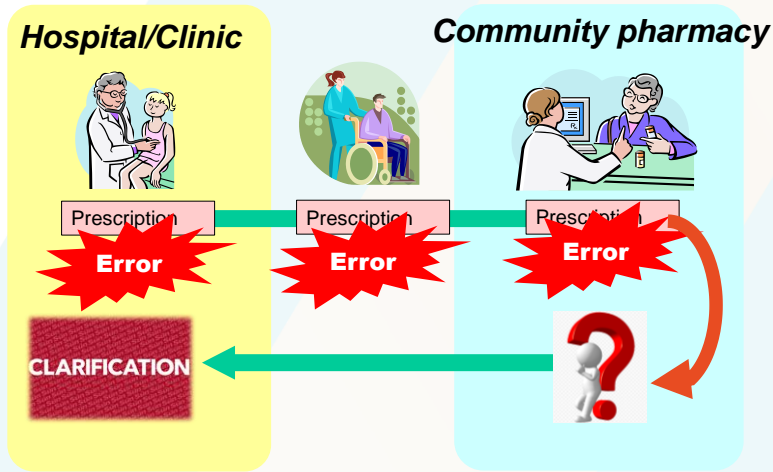 Hospital/Clinic
Community pharmacy
Prescription
Prescription
Prescription
Error
Error
Error
CLARIFICATION